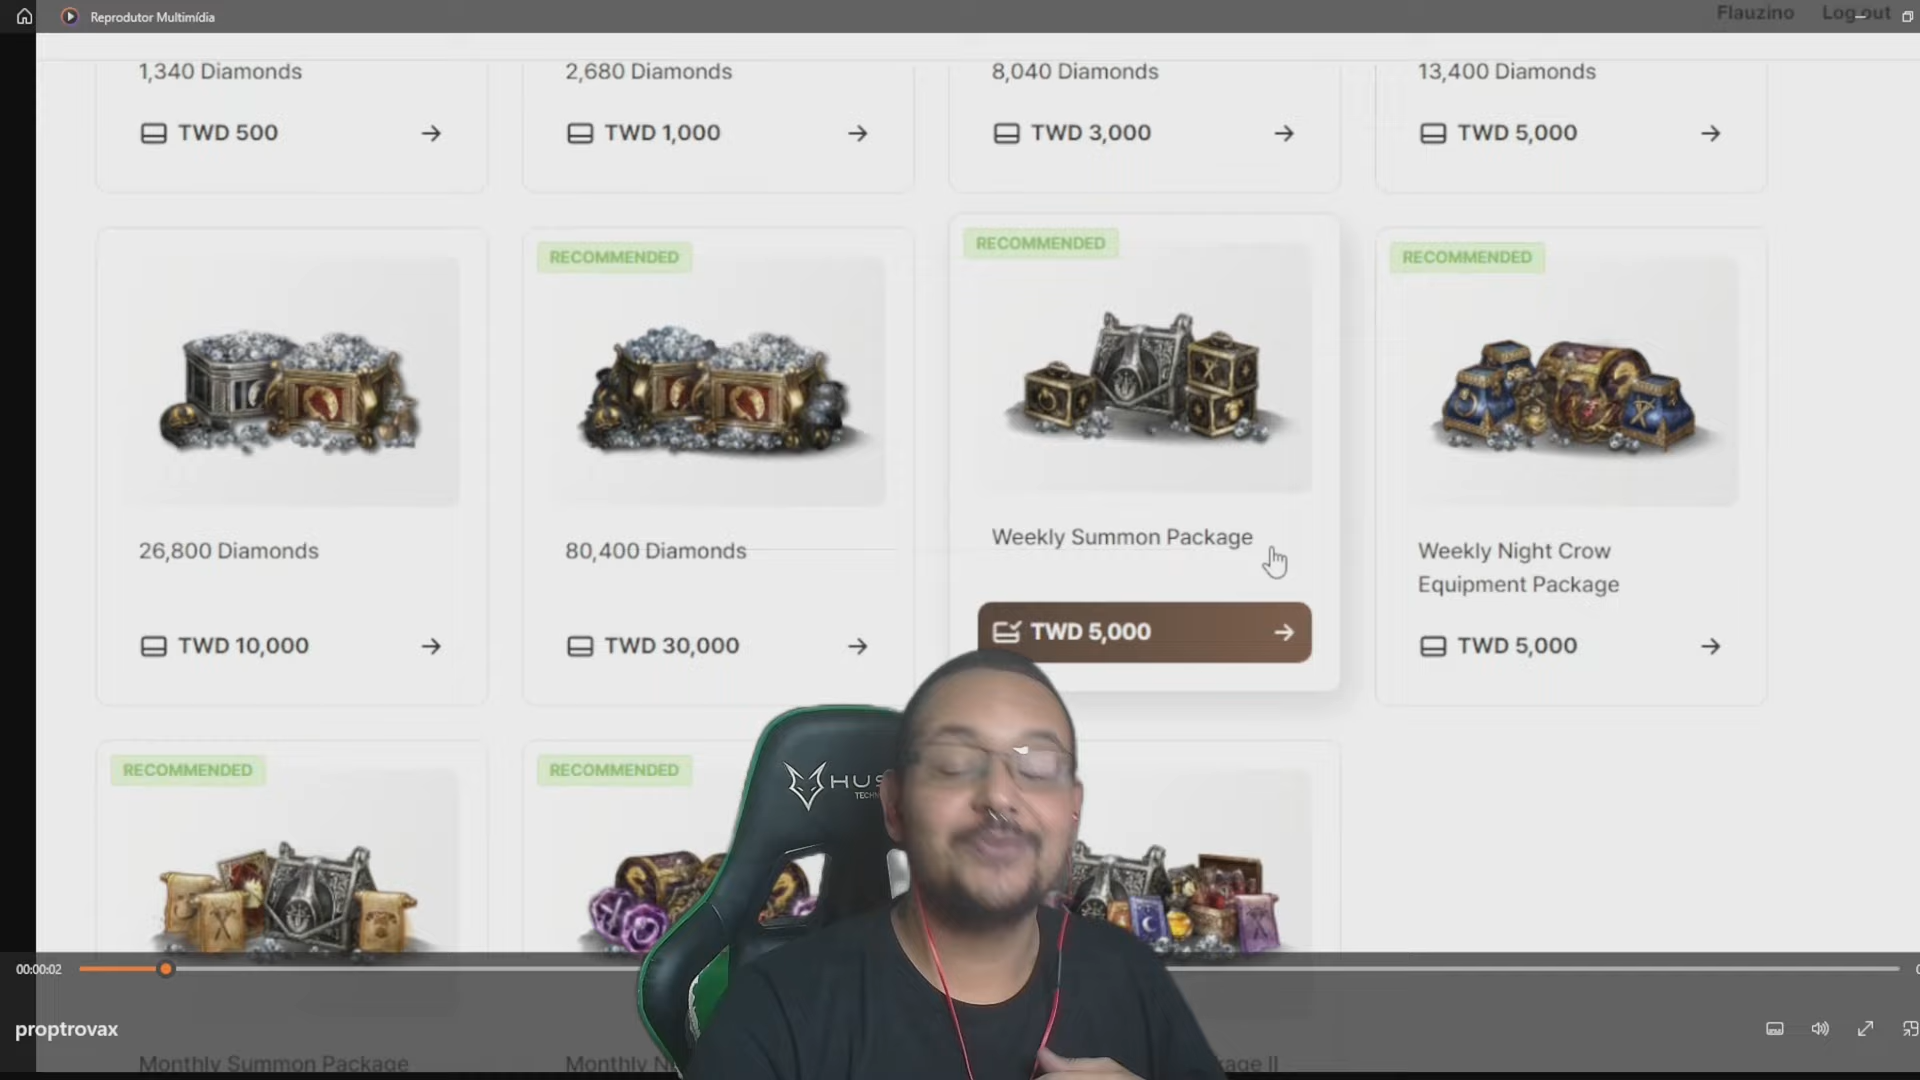 Reprodutor Multimídia
Flauzino
Log out
1,340 Diamonds
2,680 Diamonds
8,040 Diamonds
13,400 Diamonds
TWD 500
TWD 1,000
TWD 3,000
TWD 5,000
RECOMMENDED
RECOMMENDED
RECOMMENDED
26,800 Diamonds
80,400 Diamonds
Weekly Summon Package
Weekly Night Crow
Equipment Package
TWD 10,000
TWD 30,000
TWD 5,000
TWD 5,000
RECOMMENDED
RECOMMENDED
HUS
TECHN
00:00:02
proptrovax
Monthly Summon Package
Monthly